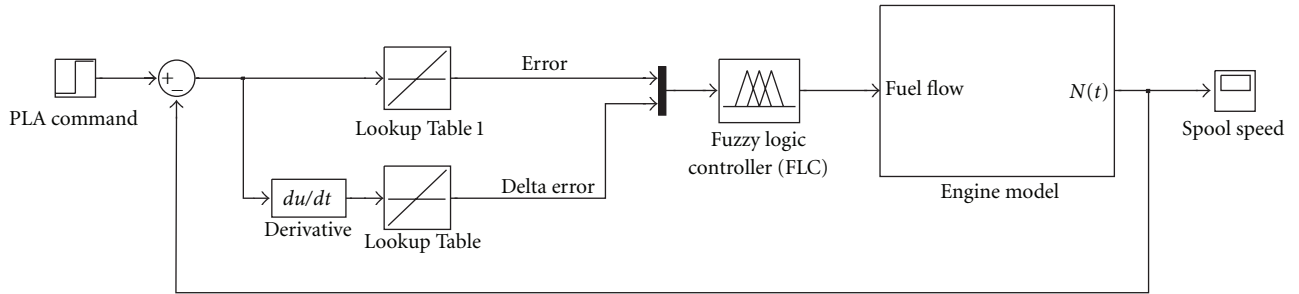 PLA command
+
−
Lookup Table 1
Error
du/dt
Derivative
Lookup Table
Delta error
Fuzzy logic
controller (FLC)
Fuel flow
N(t)
Engine model
Spool speed